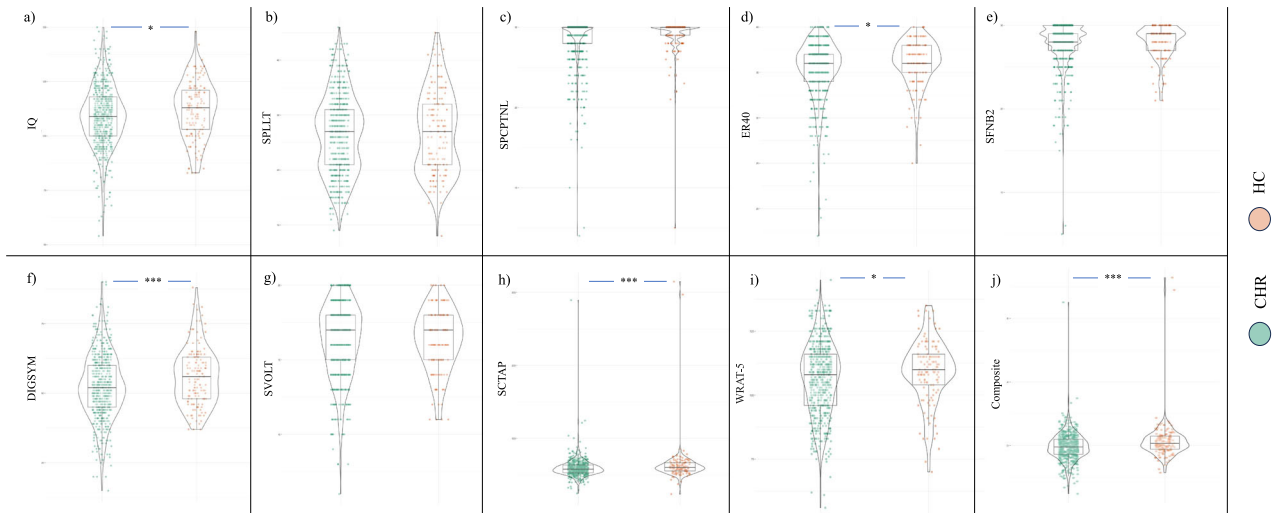 a)
*
IQ
b)
SPLLT
c)
SPCPTNL
d)
*
ER40
e)
SFNB2
f)
***
DIGSYM
g)
SVOLT
h)
***
SCTAP
i)
*
WRAT-5
j)
***
Composite
HC
CHR